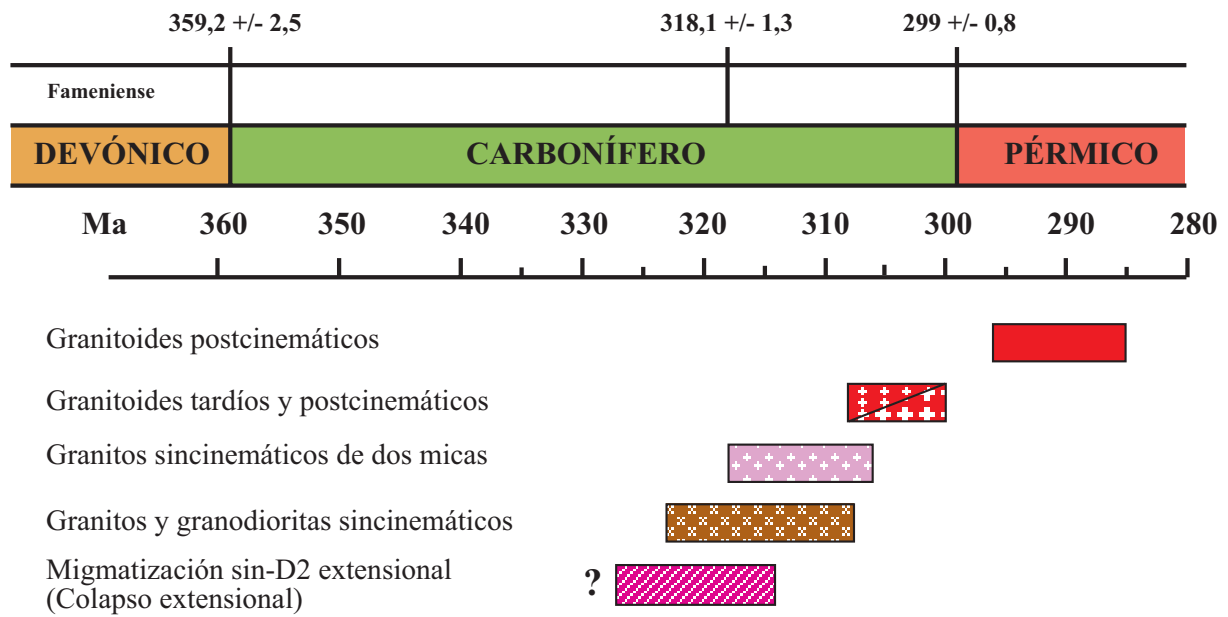 359,2 +/- 2,5 318,1 +/- 1,3 299 +/- 0,8
Fameniense
DEVÓNICO CARBONÍFERO PÉRMICO
Ma 360 350 340 330 320 310 300 290 280
Granitoides postcinemáticos
Granitoides tardíos y postcinemáticos
Granitos sincinemáticos de dos micas
Granitos y granodioritas sincinemáticos
Migmatización sin-D2 extensional
(Colapso extensional)
?